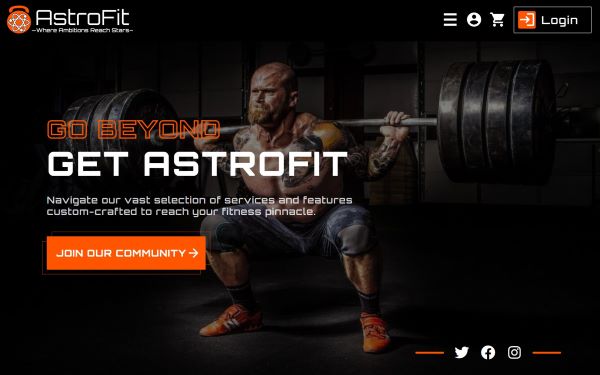 AstroFit
~Where Ambitions Reach Stars~
Login
GO BEYOND
GET ASTROFIT
Navigate our vast selection of services and features
custom-crafted to reach your fitness pinnacle.
JOIN OUR COMMUNITY